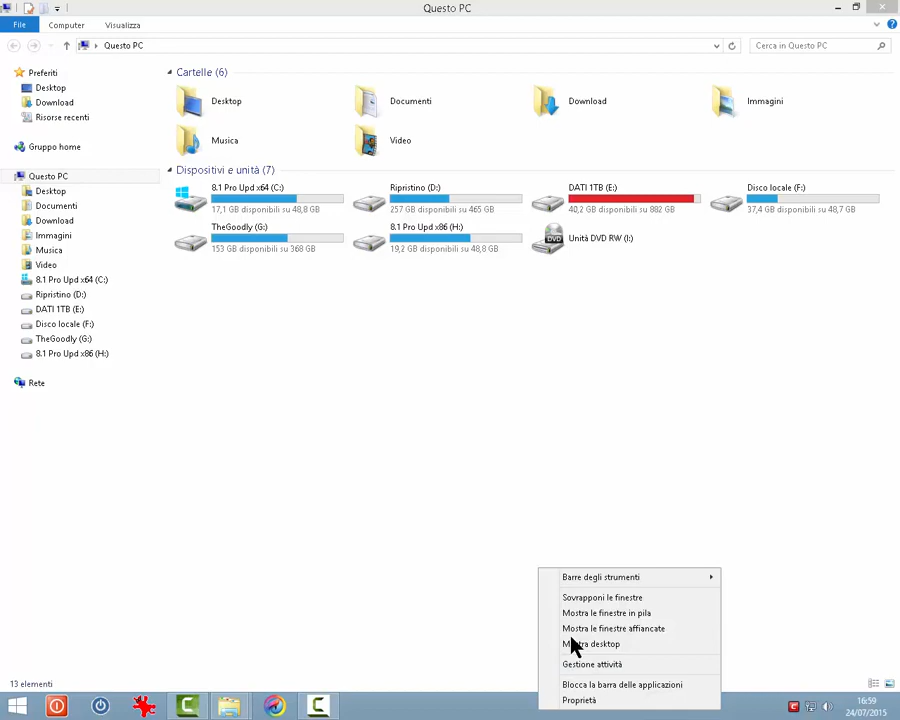 Questo PC
File
Computer
Visualizza
Questo PC
Cerca in Questo PC
Preferiti
Desktop
Download
Risorse recenti
Gruppo home
Questo PC
Desktop
Documenti
Download
Immagini
Musica
Video
8.1 Pro Upd x64 (C:)
Ripristino (D:)
DATI 1TB (E:)
Disco locale (F:)
TheGoodly (G:)
8.1 Pro Upd x86 (H:)
Rete
Cartelle (6)
Desktop
Documenti
Download
Immagini
Musica
Video
Dispositivi e unità (7)
8.1 Pro Upd x64 (C:)
17,1 GB disponibili su 48,8 GB
Ripristino (D:)
257 GB disponibili su 465 GB
DATI 1TB (E:)
40,2 GB disponibili su 882 GB
Disco locale (F:)
37,4 GB disponibili su 48,8 GB
TheGoodly (G:)
153 GB disponibili su 368 GB
8.1 Pro Upd x86 (H:)
19,2 GB disponibili su 48,8 GB
DVD
Unità DVD RW (I:)
Barre degli strumenti
Sovrapponi le finestre
Mostra le finestre in pila
Mostra le finestre affiancate
Mostra desktop
Gestione attività
Blocca la barra delle applicazioni
Proprietà
13 elementi
16:59
24/07/2015